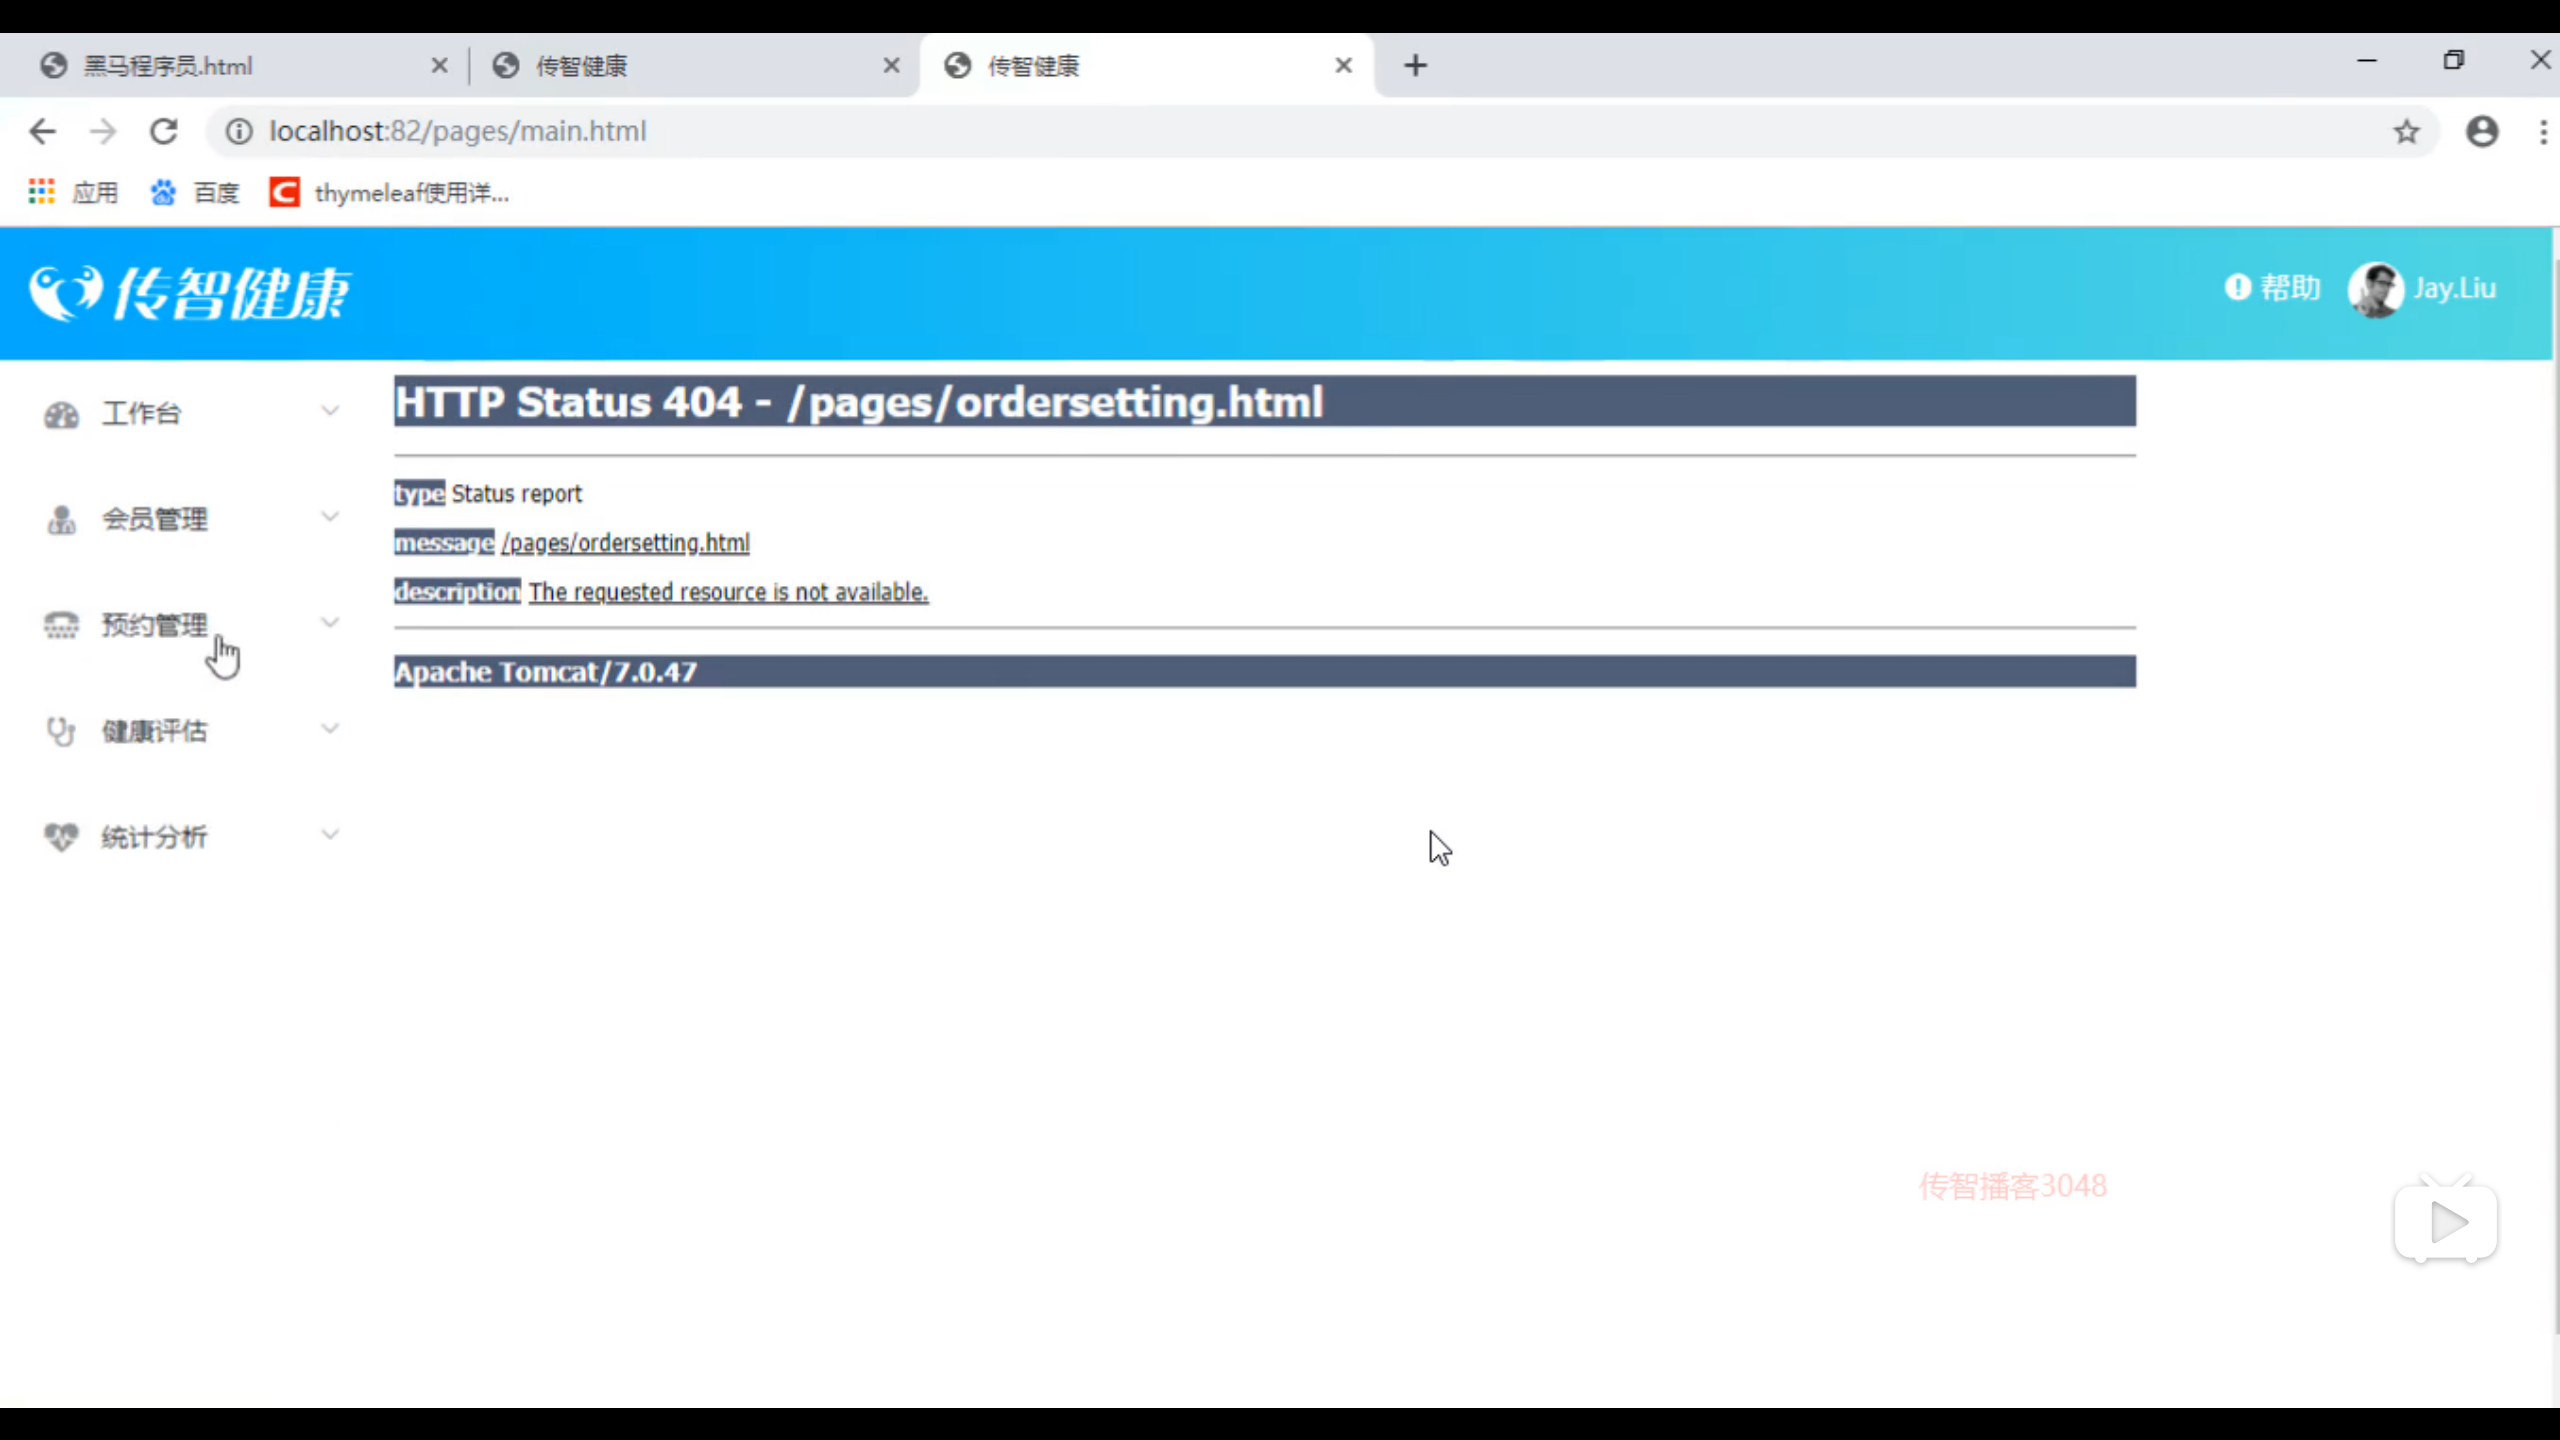 黑马程序员.html
传智健康
传智健康
localhost:82/pages/main.html
应用
百度
thymeleaf使用详...
传智健康
帮助
Jay.Liu
工作台
会员管理
预约管理
健康评估
统计分析
HTTP Status 404 - /pages/ordersetting.html
type Status report
message /pages/ordersetting.html
description The requested resource is not available.
Apache Tomcat/7.0.47
传智播客3048